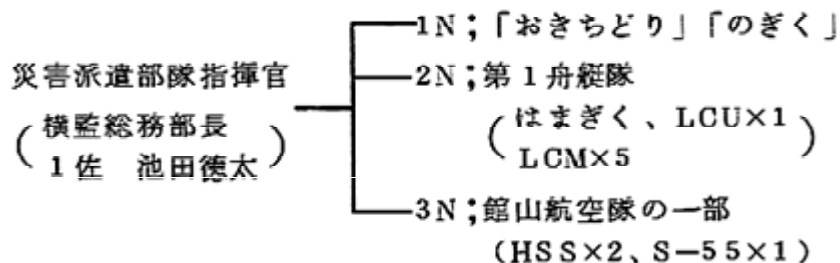 1N;「おきちどり」「のぎく」
災害派遣部隊指揮官
2N;第1舟艇隊
(横監総務部長
1佐 池田徳太)
(はまぎく、LCU×1
LCM×5)
3N;館山航空隊の一部
(HSS×2、S-55×1)